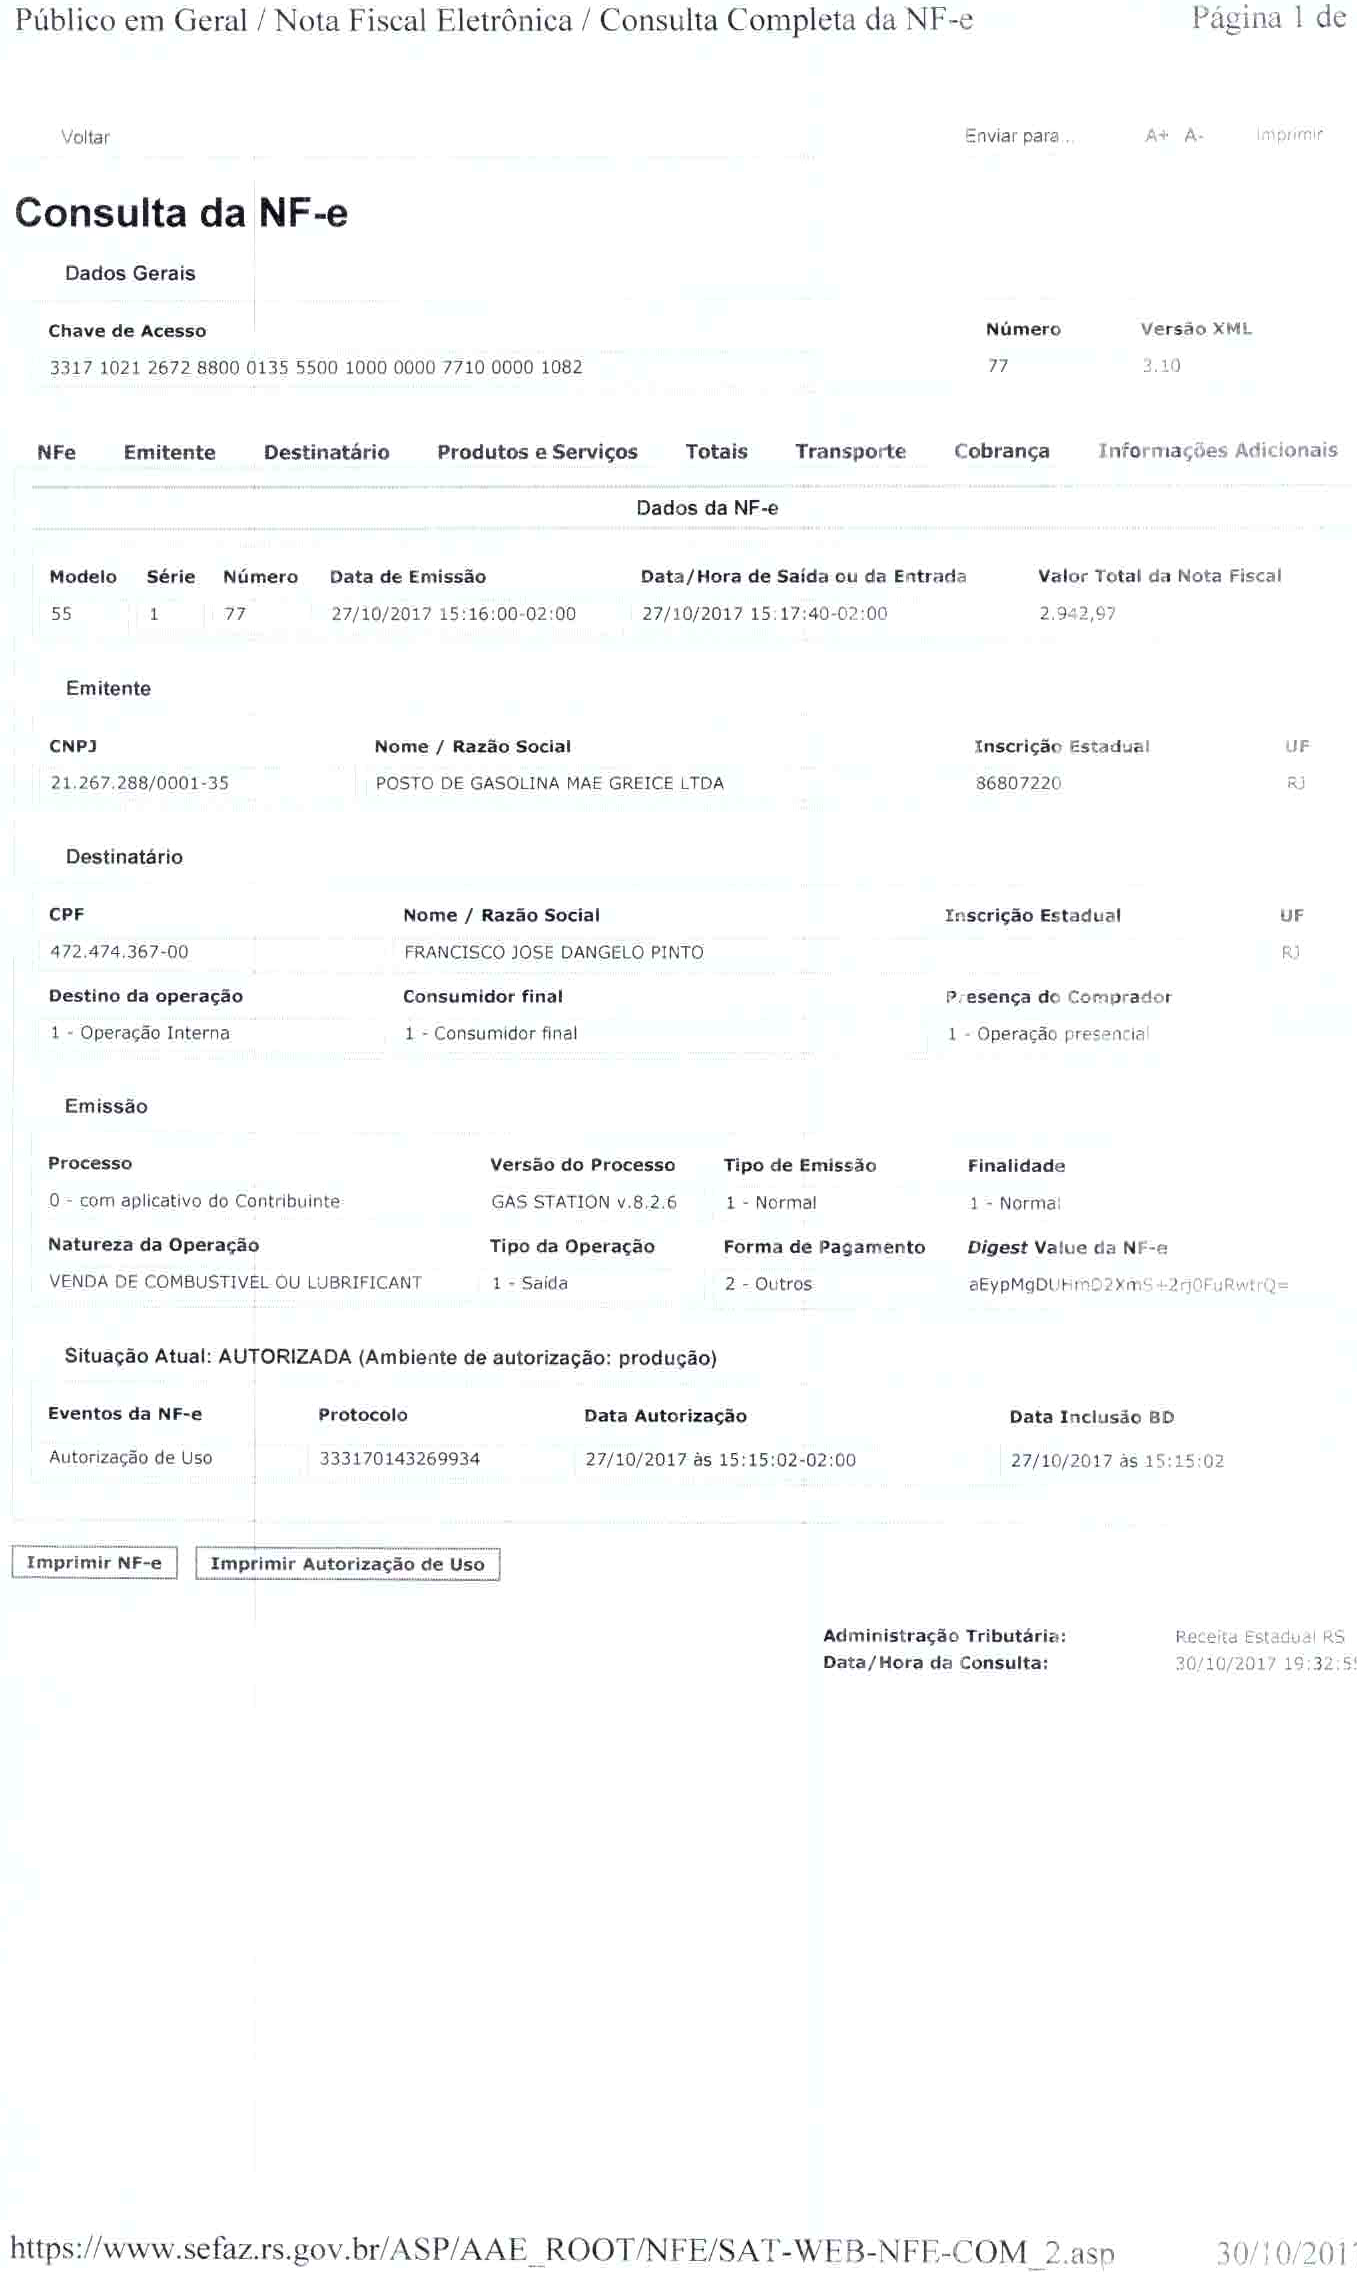 Público em Geral / Nota Fiscal Eletrônica / Consulta Completa da NF-e Página 1 de
Voltar Enviar para... A+ A- Imprimir
Consulta da NF-e
Dados Gerais
Chave de Acesso Número Versão XML
3317 1021 2672 8800 0135 5500 1000 0000 7710 0000 1082 77 3.10
NFe Emitente Destinatário Produtos e Serviços Totais Transporte Cobrança Informações Adicionais
Dados da NF-e
Modelo Série Número Data de Emissão Data/Hora de Saída ou da Entrada Valor Total da Nota Fiscal
55 1 77 27/10/2017 15:16:00-02:00 27/10/2017 15:17:40-02:00 2.942,97
Emitente
CNPJ Nome / Razão Social Inscrição Estadual UF
21.267.288/0001-35 POSTO DE GASOLINA MAE GREICE LTDA 86807220 RJ
Destinatário
CPF Nome / Razão Social Inscrição Estadual UF
472.474.367-00 FRANCISCO JOSE DANGELO PINTO RJ
Destino da operação Consumidor final Presença do Comprador
1 - Operação Interna 1 - Consumidor final 1 - Operação presencial
Emissão
Processo Versão do Processo Tipo de Emissão Finalidade
0 - com aplicativo do Contribuinte GAS STATION v.8.2.6 1 - Normal 1 - Normal
Natureza da Operação Tipo da Operação Forma de Pagamento Digest Value da NF-e
VENDA DE COMBUSTIVEL OU LUBRIFICANT 1 - Saída 2 - Outros
Situação Atual: AUTORIZADA (Ambiente de autorização: produção)
Eventos da NF-e Protocolo Data Autorização Data Inclusão BD
Autorização de Uso 333170143269934 27/10/2017 às 15:15:02-02:00 27/10/2017 às 15:15:02
Imprimir NF-e Imprimir Autorização de Uso
Administração Tributária: Receita Estadual RS
Data/Hora da Consulta: 30/10/2017 19:32:5
https://www.sefaz.rs.gov.br/ASP/AAE_ROOT/NFE/SAT-WEB-NFE-COM_2.asp 30/10/201